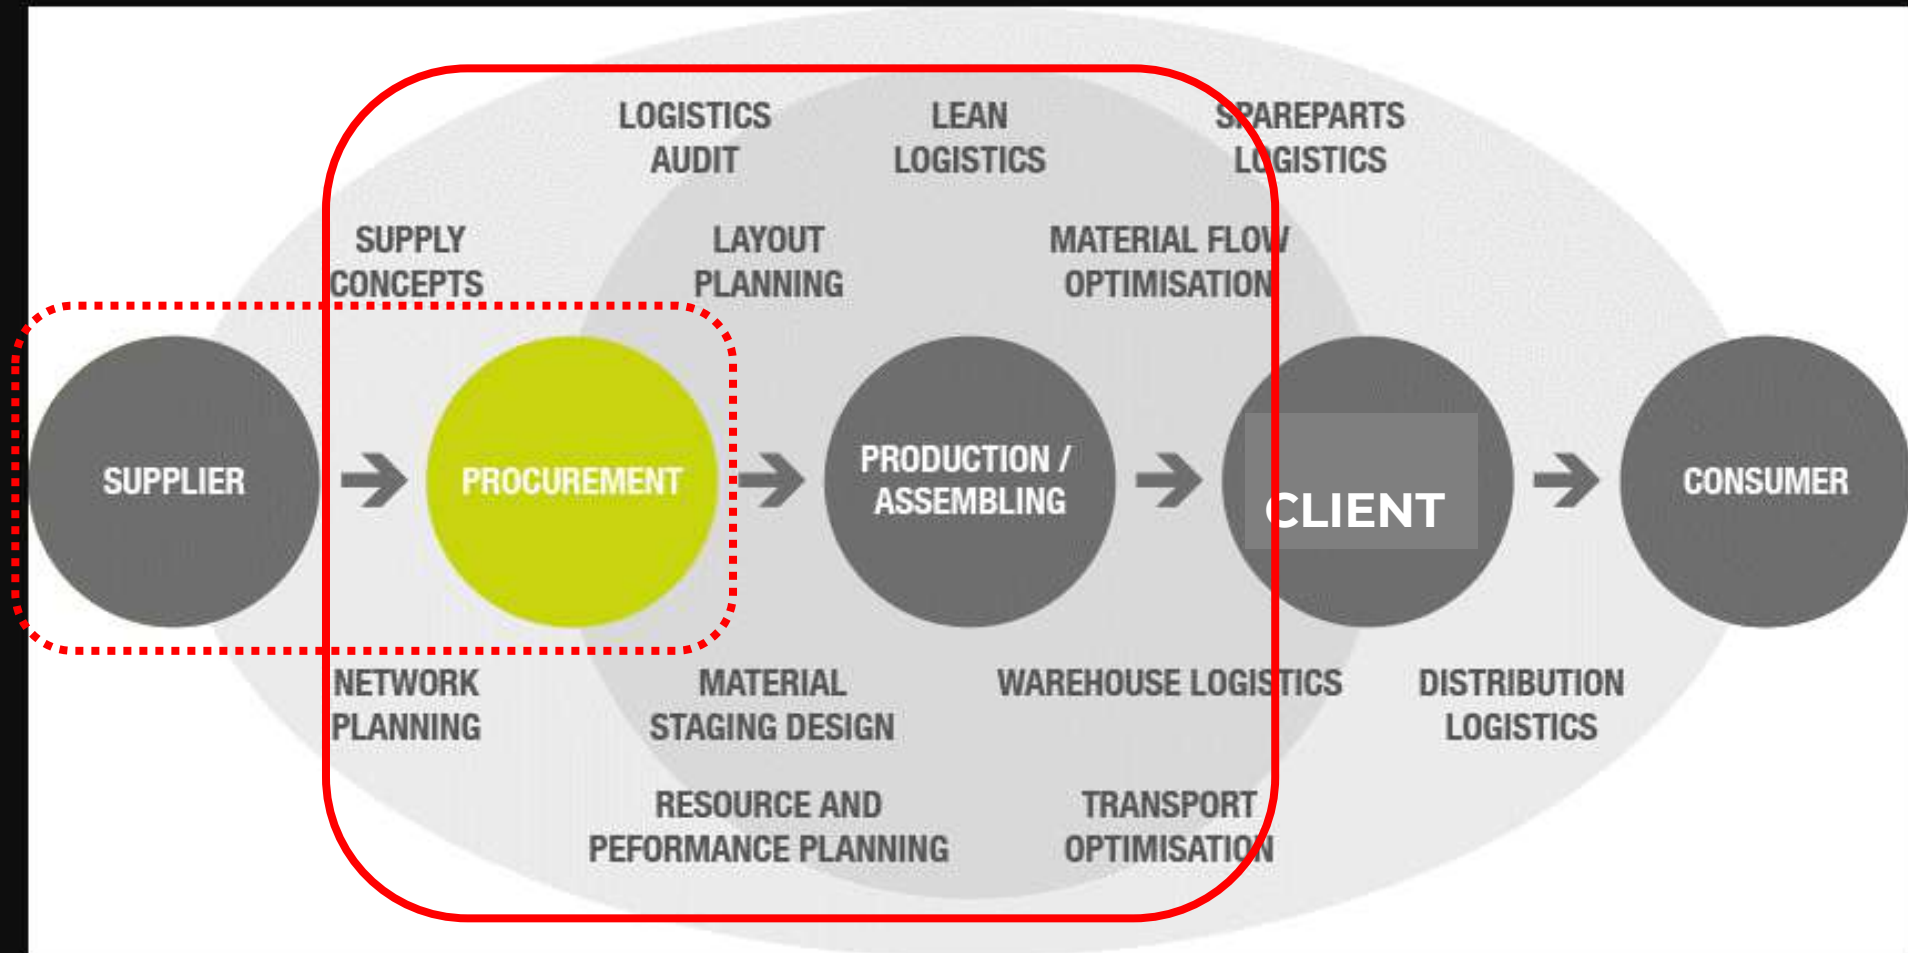 LOGISTICS
AUDIT
LEAN
LOGISTICS
SPAREPARTS
LOGISTICS
SUPPLY
CONCEPTS
LAYOUT
PLANNING
MATERIAL FLOW
OPTIMISATION
SUPPLIER
PROCUREMENT
PRODUCTION /
ASSEMBLING
CLIENT
CONSUMER
NETWORK
PLANNING
MATERIAL
STAGING DESIGN
WAREHOUSE LOGISTICS
DISTRIBUTION
LOGISTICS
RESOURCE AND
PEFORMANCE PLANNING
TRANSPORT
OPTIMISATION